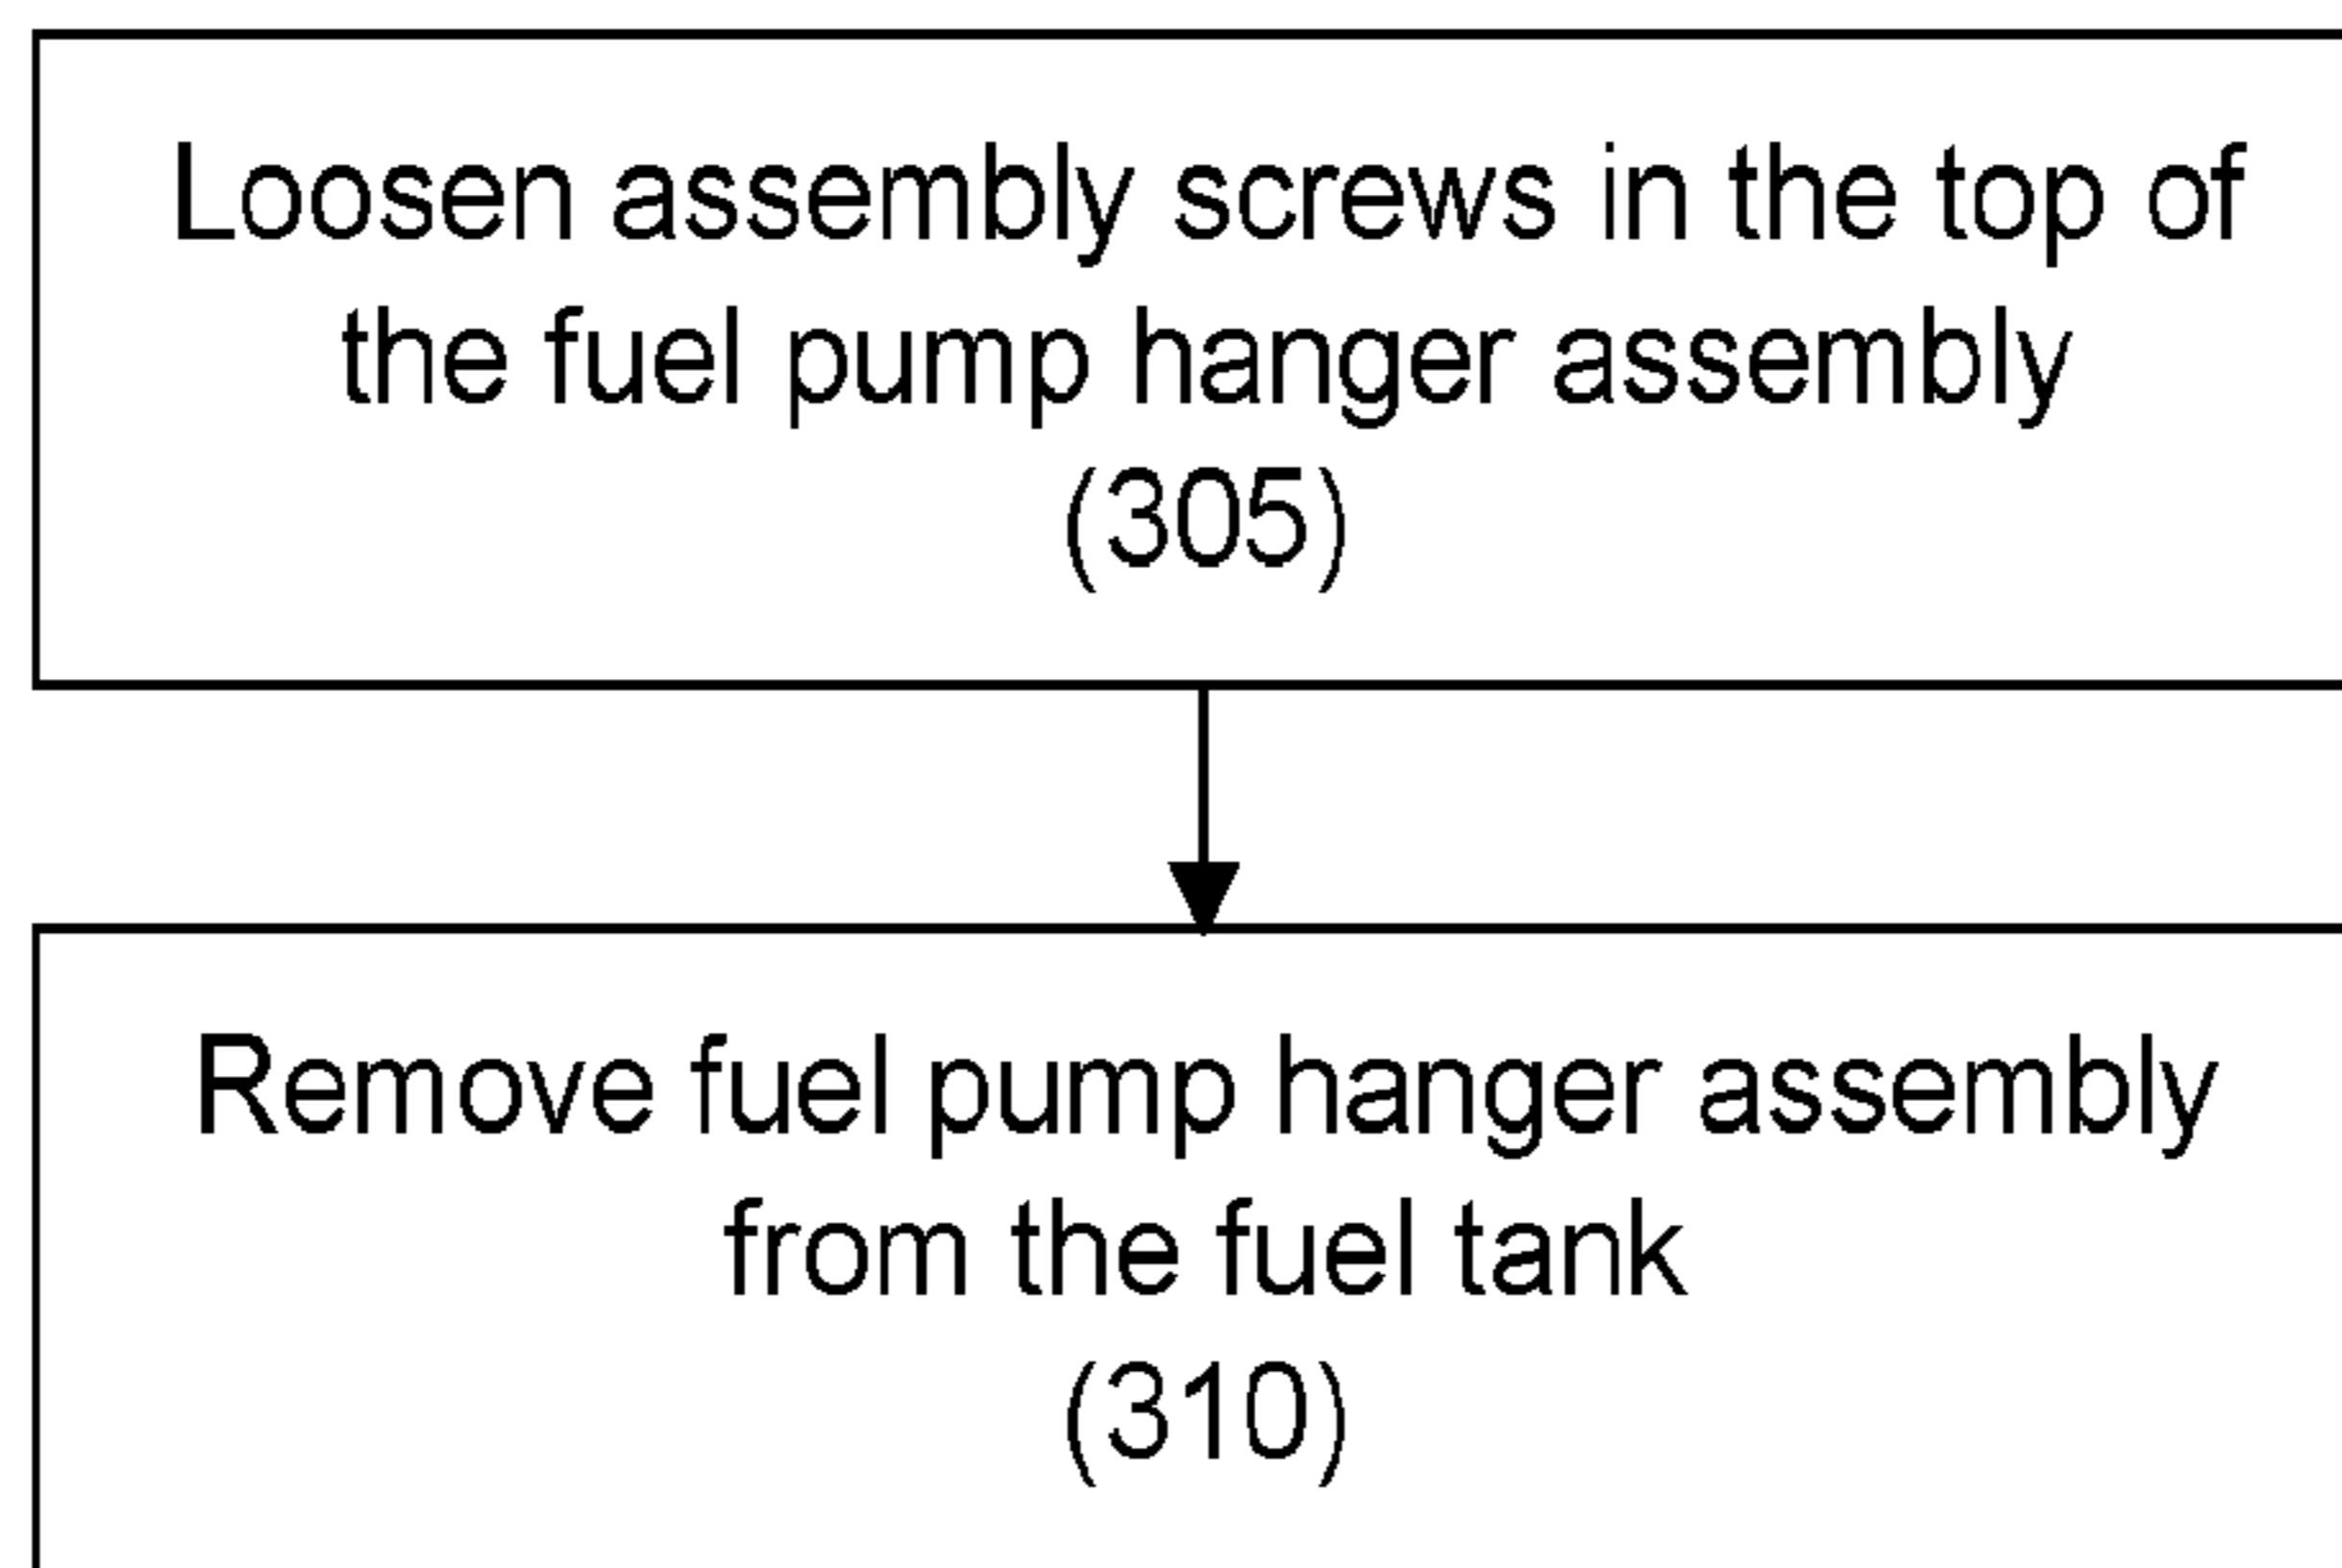 Loosen assembly screws in the top of
the fuel pump hanger assembly
(305)
Remove fuel pump hanger assembly
from the fuel tank
(310)